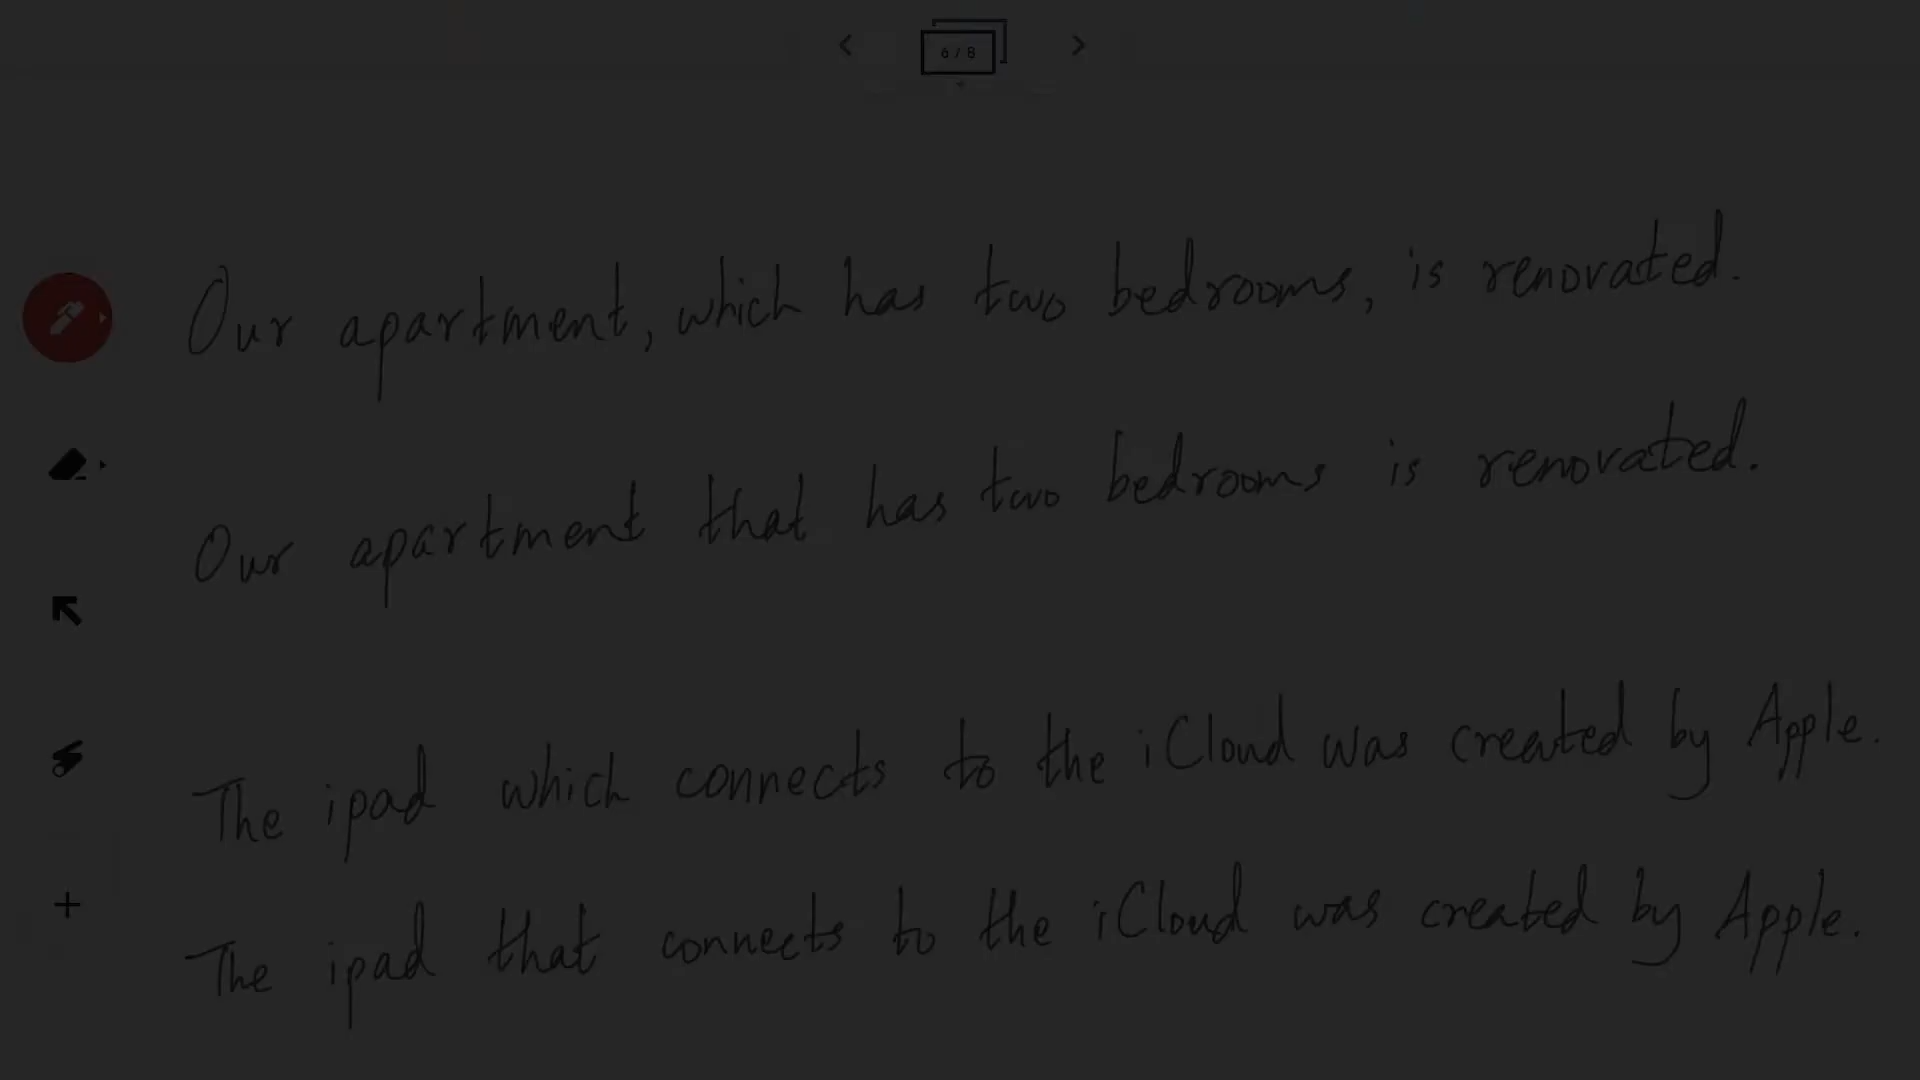 6 / 8
Our apartment, which has two bedrooms, is renovated.
Our apartment that has two bedrooms is renovated.
The ipad which connects to the iCloud was created by Apple.
The ipad that connects to the iCloud was created by Apple.